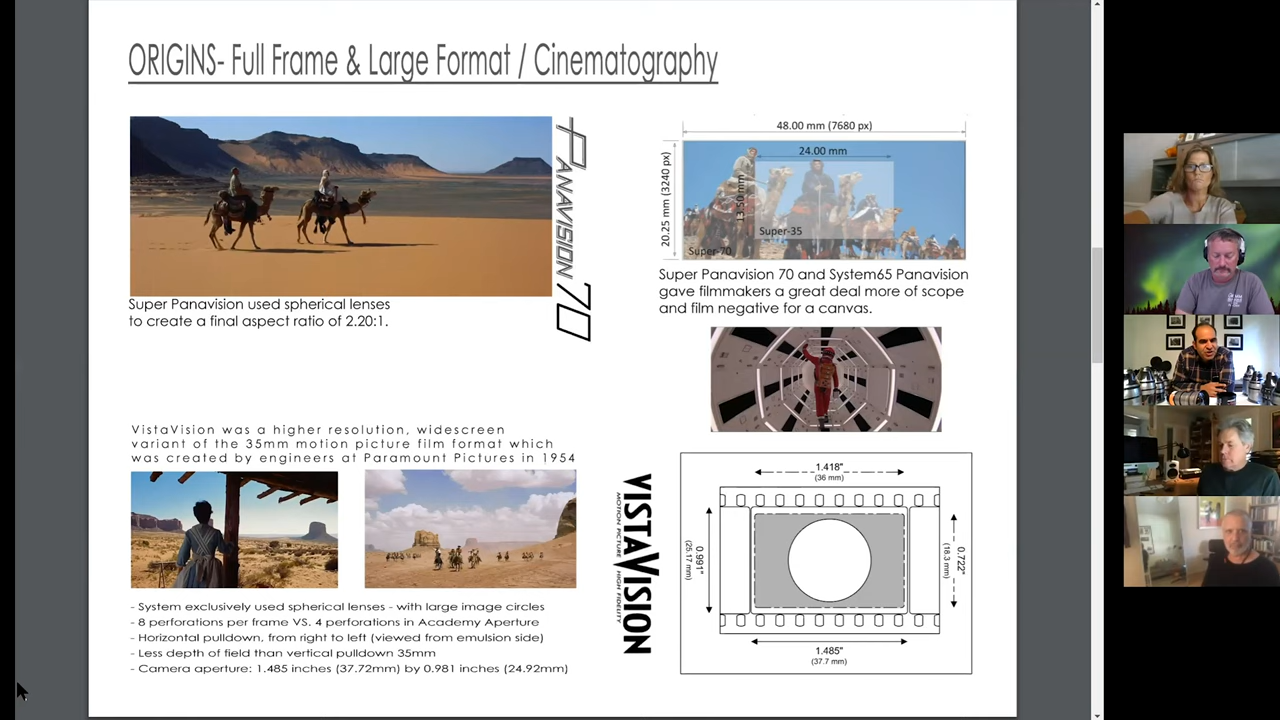 ORIGINS- Full Frame & Large Format / Cinematography
PANAVISION 70
Super Panavision used spherical lenses
to create a final aspect ratio of 2.20:1.
48.00 mm (7680 px)
24.00 mm
20.25 mm (3240 px)
13.50 mm
Super-35
Super-70
Super Panavision 70 and System65 Panavision
gave filmmakers a great deal more of scope
and film negative for a canvas.
VistaVision was a higher resolution, widescreen
variant of the 35mm motion picture film format which
was created by engineers at Paramount Pictures in 1954
- System exclusively used spherical lenses - with large image circles
- 8 perforations per frame VS. 4 perforations in Academy Aperture
- Horizontal pulldown, from right to left (viewed from emulsion side)
- Less depth of field than vertical pulldown 35mm
- Camera aperture: 1.485 inches (37.72mm) by 0.981 inches (24.92mm)
VISTAVISION
MOTION PICTURE HIGH FIDELITY
1.418"
(36 mm)
0.991"
(25.17 mm)
0.722"
(18.3 mm)
1.485"
(37.7 mm)